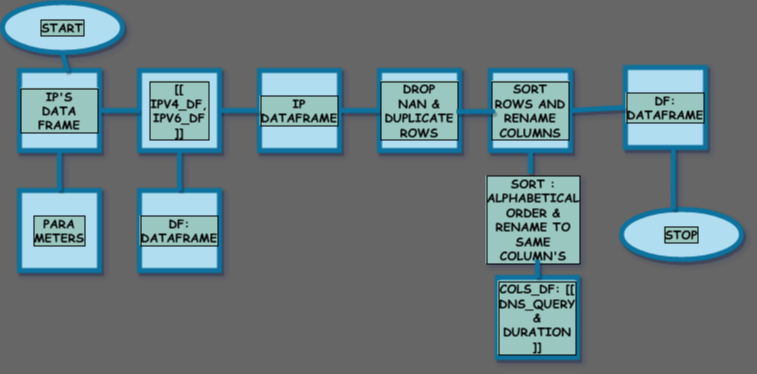 START
IP'S
DATA
FRAME
[[
IPV4_DF,
IPV6_DF
]]
IP
DATAFRAME
DROP
NAN &
DUPLICATE
ROWS
SORT
ROWS AND
RENAME
COLUMNS
DF:
DATAFRAME
PARA
METERS
DF:
DATAFRAME
SORT :
ALPHABETICAL
ORDER &
RENAME TO
SAME
COLUMN'S
STOP
COLS_DF: [[
DNS_QUERY
&
DURATION
]]